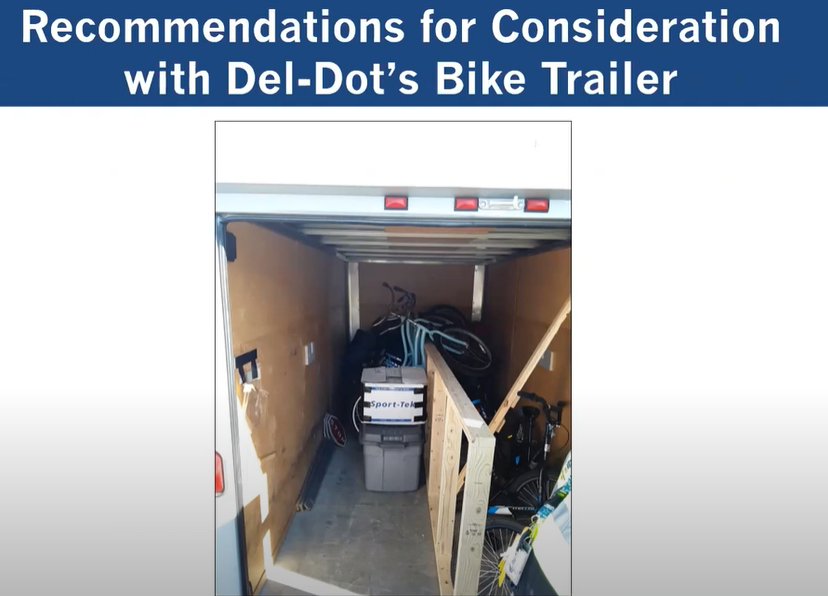 Recommendations for Consideration
with Del-Dot's Bike Trailer
Sport-Tek